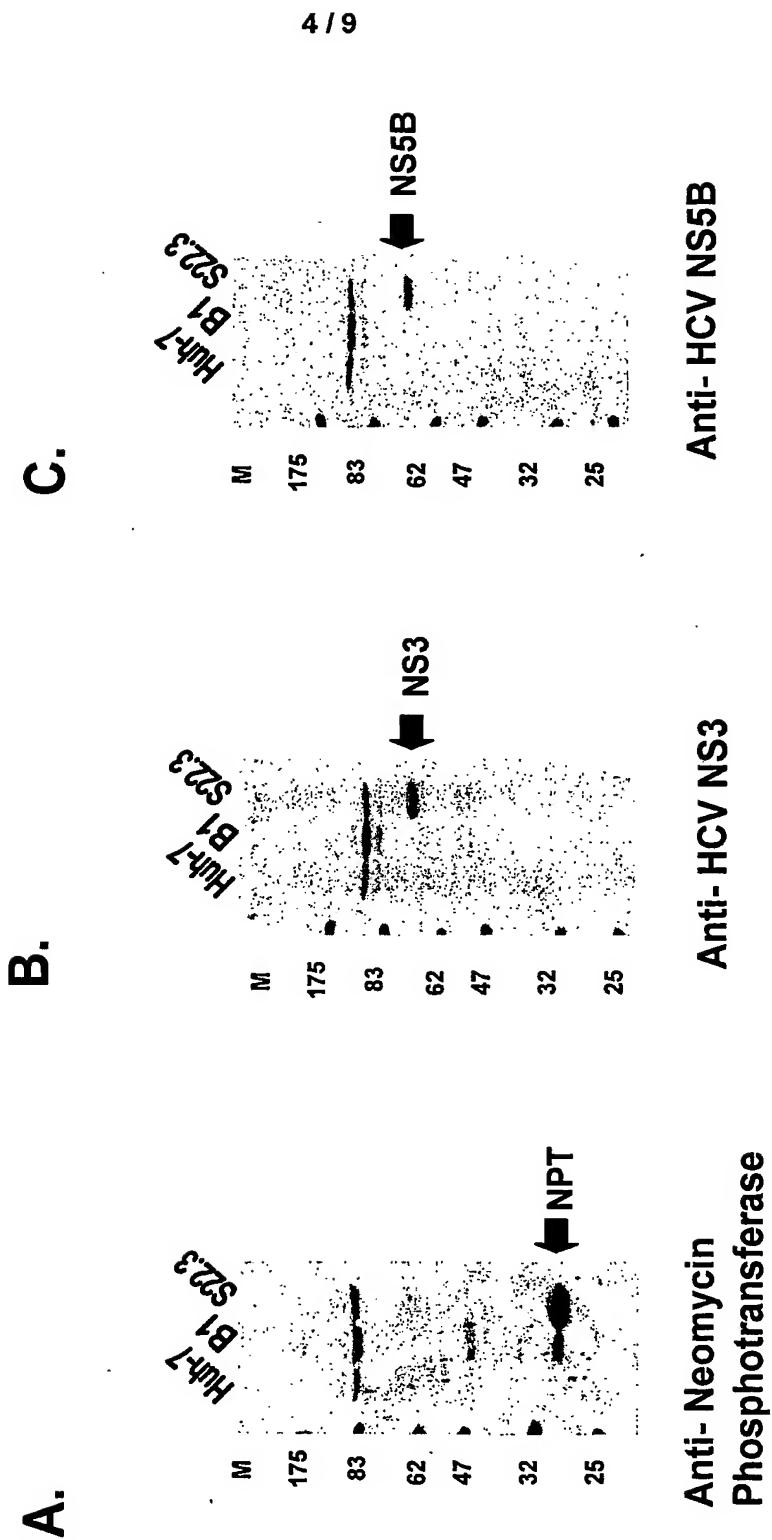 4 / 9
A.
Huh-7 B1 S22.3
M
175
83
62
47
32
25
NPT
Anti- Neomycin
Phosphotransferase
B.
Huh-7 B1 S22.3
M
175
83
62
47
32
25
NS3
Anti- HCV NS3
C.
Huh-7 B1 S22.3
M
175
83
62
47
32
25
NS5B
Anti- HCV NS5B